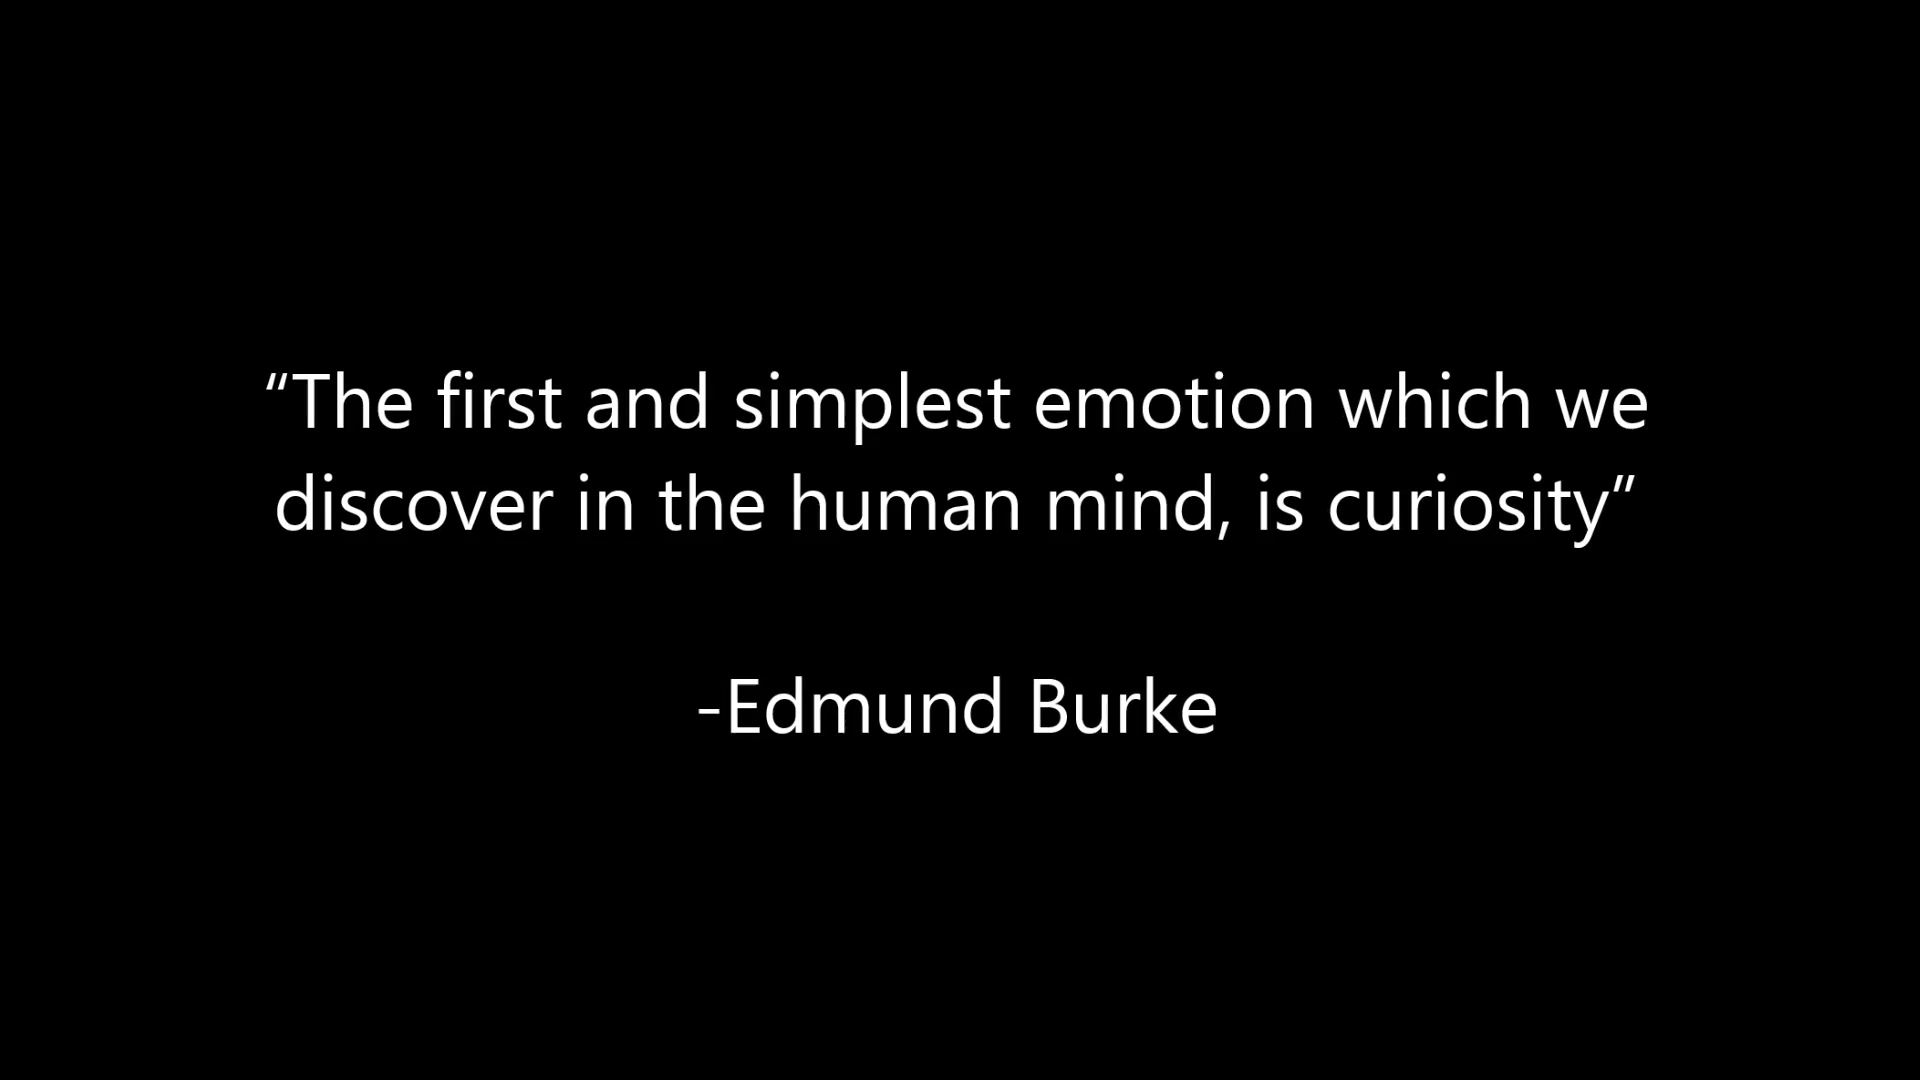 “The first and simplest emotion which we
discover in the human mind, is curiosity”
-Edmund Burke